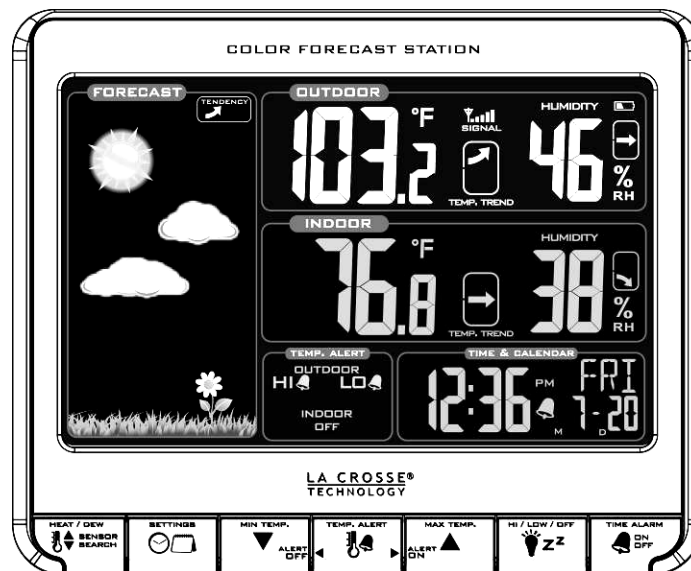 COLOR FORECAST STATION
FORECAST
TENDENCY
OUTDOOR
103.2 °F
SIGNAL
TEMP. TREND
HUMIDITY
46 % RH
INDOOR
76.8 °F
TEMP. TREND
HUMIDITY
38 % RH
TEMP. ALERT
OUTDOOR
HI LO
INDOOR
OFF
TIME & CALENDAR
12:36 PM
FRI
M 7-20 D
LA CROSSE®
TECHNOLOGY
HEAT / DEW
SENSOR
SEARCH
SETTINGS
MIN TEMP.
ALERT
OFF
TEMP. ALERT
MAX TEMP.
ALERT
ON
HI / LOW / OFF
ZZ
TIME ALARM
ON
OFF